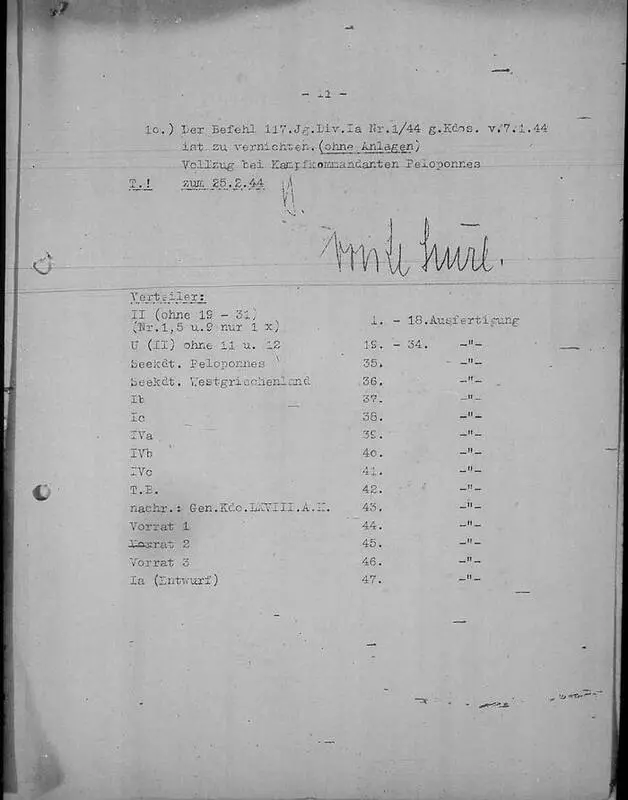 - 11 -
10.) Der Befehl 117.Jg.Div.Ia Nr.1/44 g.Kdos. v.7.1.44
ist zu vernichten.(ohne Anlagen)
Vollzug bei Kampfkommandanten Peloponnes
T.! zum 25.2.44
Verteiler:
II (ohne 19 - 31)
(Nr.1,5 u.9 nur 1 x) 1. - 18.Ausfertigung
U (II) ohne 11 u. 12 19. - 34. -"-
Seekdt. Peloponnes 35. -"-
Seekdt. Westgriechenland 36. -"-
Ib 37. -"-
Ic 38. -"-
IVa 39. -"-
IVb 4o. -"-
IVc 41. -"-
T.B. 42. -"-
nachr.: Gen.Kdo.LXVIII.A.K. 43. -"-
Vorrat 1 44. -"-
Vorrat 2 45. -"-
Vorrat 3 46. -"-
Ia (Entwurf) 47. -"-